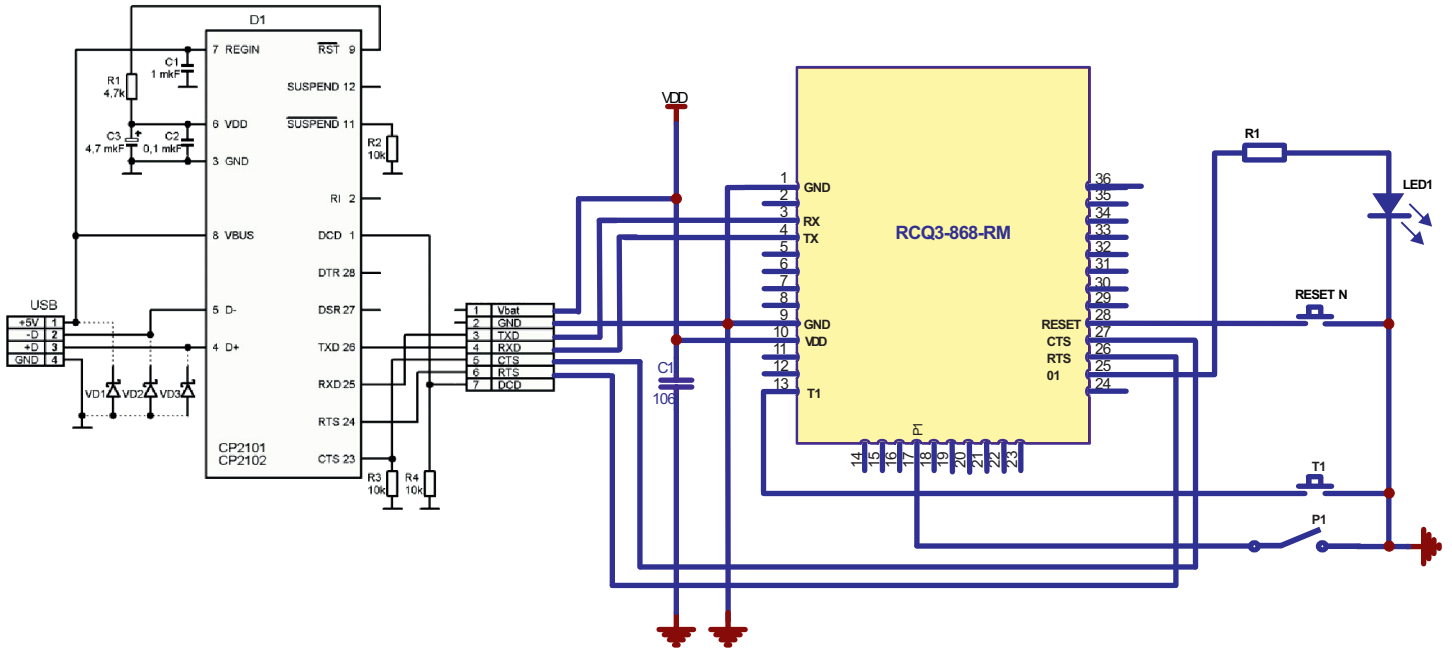 D1
7 REGIN
RST 9
C1
1 mkF
R1
4,7k
SUSPEND 12
6 VDD
SUSPEND 11
C3
+
4,7 mkF
C2
0,1 mkF
R2
10k
3 GND
RI 2
8 VBUS
DCD 1
DTR 28
5 D-
DSR 27
USB
+5V 1
-D 2
+D 3
GND 4
4 D+
TXD 26
VD1
VD2
VD3
RXD 25
RTS 24
CP2101
CP2102
CTS 23
R3
10k
R4
10k
1 Vbat
2 GND
3 TXD
4 RXD
5 CTS
6 RTS
7 DCD
VDD
C1
106
RCQ3-868-RM
1 GND
2
3 RX
4 TX
5
6
7
8
9 GND
10 VDD
11
12
13 T1
P1
14
15
16
17
18
19
20
21
22
23
36
35
34
33
32
31
30
29
RESET 28
CTS 27
RTS 26
01 25
24
R1
LED1
RESET N
T1
P1